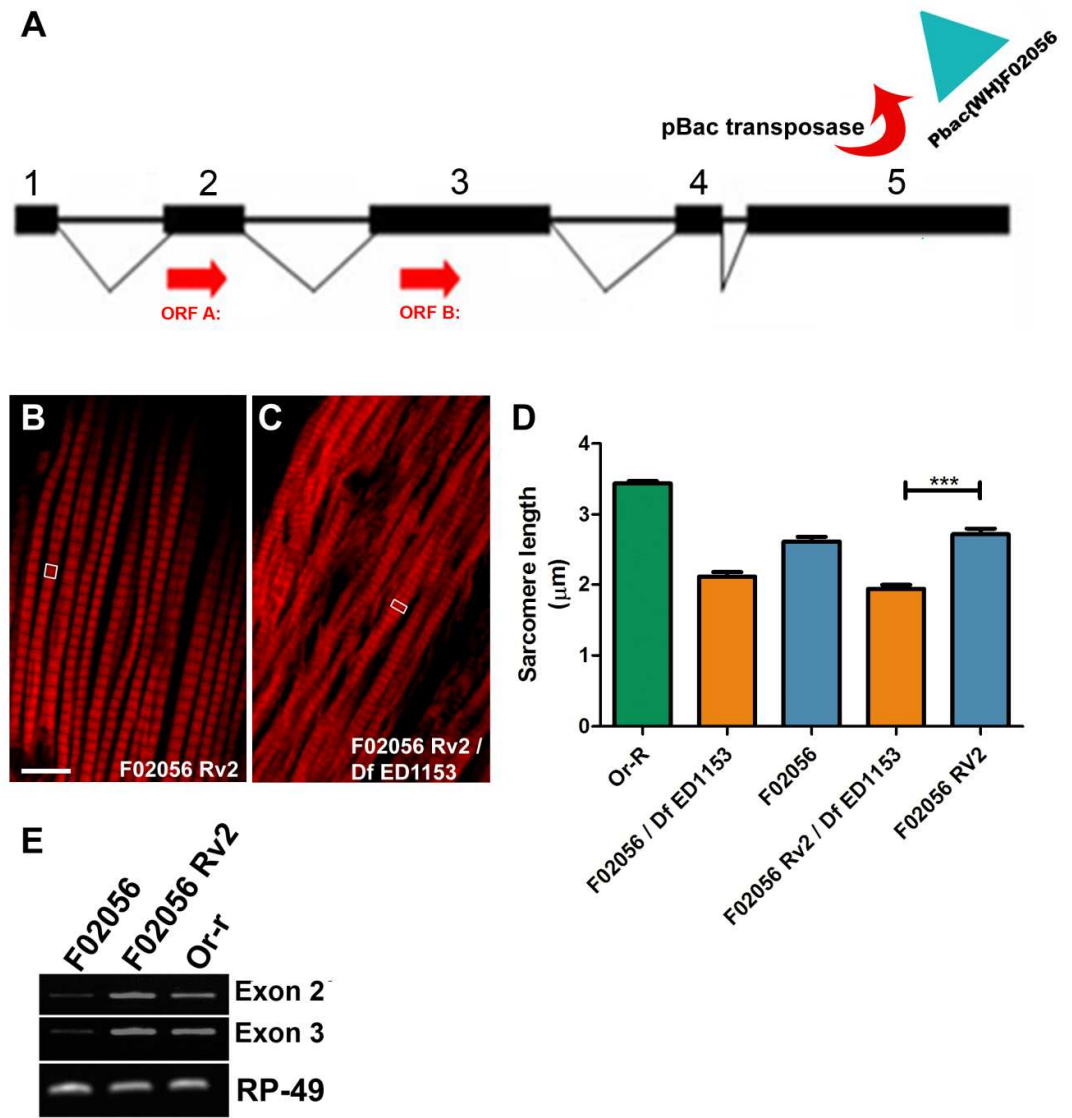 A
Pbac{WH}F02056
pBac transposase
1 2 3 4 5
ORF A: ORF B:
B C D
F02056 Rv2
F02056 Rv2 /
Df ED1153
Sarcomere length
(μm)
4
3
2
1
0
***
Or-R
F02056 / Df ED1153
F02056
F02056 Rv2 / Df ED1153
F02056 RV2
E
F02056
F02056 Rv2
Or-r
Exon 2
Exon 3
RP-49